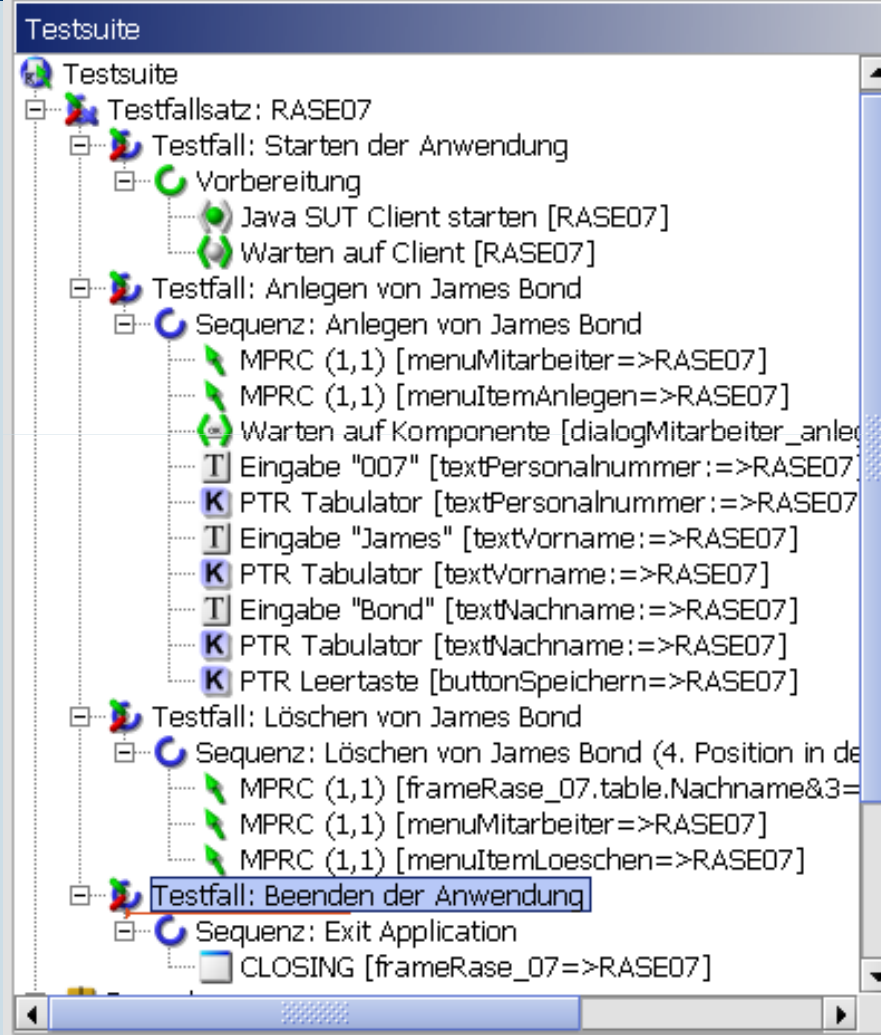 Testsuite
Testsuite
Testfallsatz: RASE07
Testfall: Starten der Anwendung
Vorbereitung
Java SUT Client starten [RASE07]
Warten auf Client [RASE07]
Testfall: Anlegen von James Bond
Sequenz: Anlegen von James Bond
MPRC (1,1) [menuMitarbeiter=>RASE07]
MPRC (1,1) [menuItemAnlegen=>RASE07]
Warten auf Komponente [dialogMitarbeiter_anleg
T Eingabe "007" [textPersonalnummer:=>RASE07]
K PTR Tabulator [textPersonalnummer:=>RASE07
T Eingabe "James" [textVorname:=>RASE07]
K PTR Tabulator [textVorname:=>RASE07]
T Eingabe "Bond" [textNachname:=>RASE07]
K PTR Tabulator [textNachname:=>RASE07]
K PTR Leertaste [buttonSpeichern=>RASE07]
Testfall: Löschen von James Bond
Sequenz: Löschen von James Bond (4. Position in de
MPRC (1,1) [frameRase_07.table.Nachname&3=
MPRC (1,1) [menuMitarbeiter=>RASE07]
MPRC (1,1) [menuItemLoeschen=>RASE07]
Testfall: Beenden der Anwendung
Sequenz: Exit Application
CLOSING [frameRase_07=>RASE07]